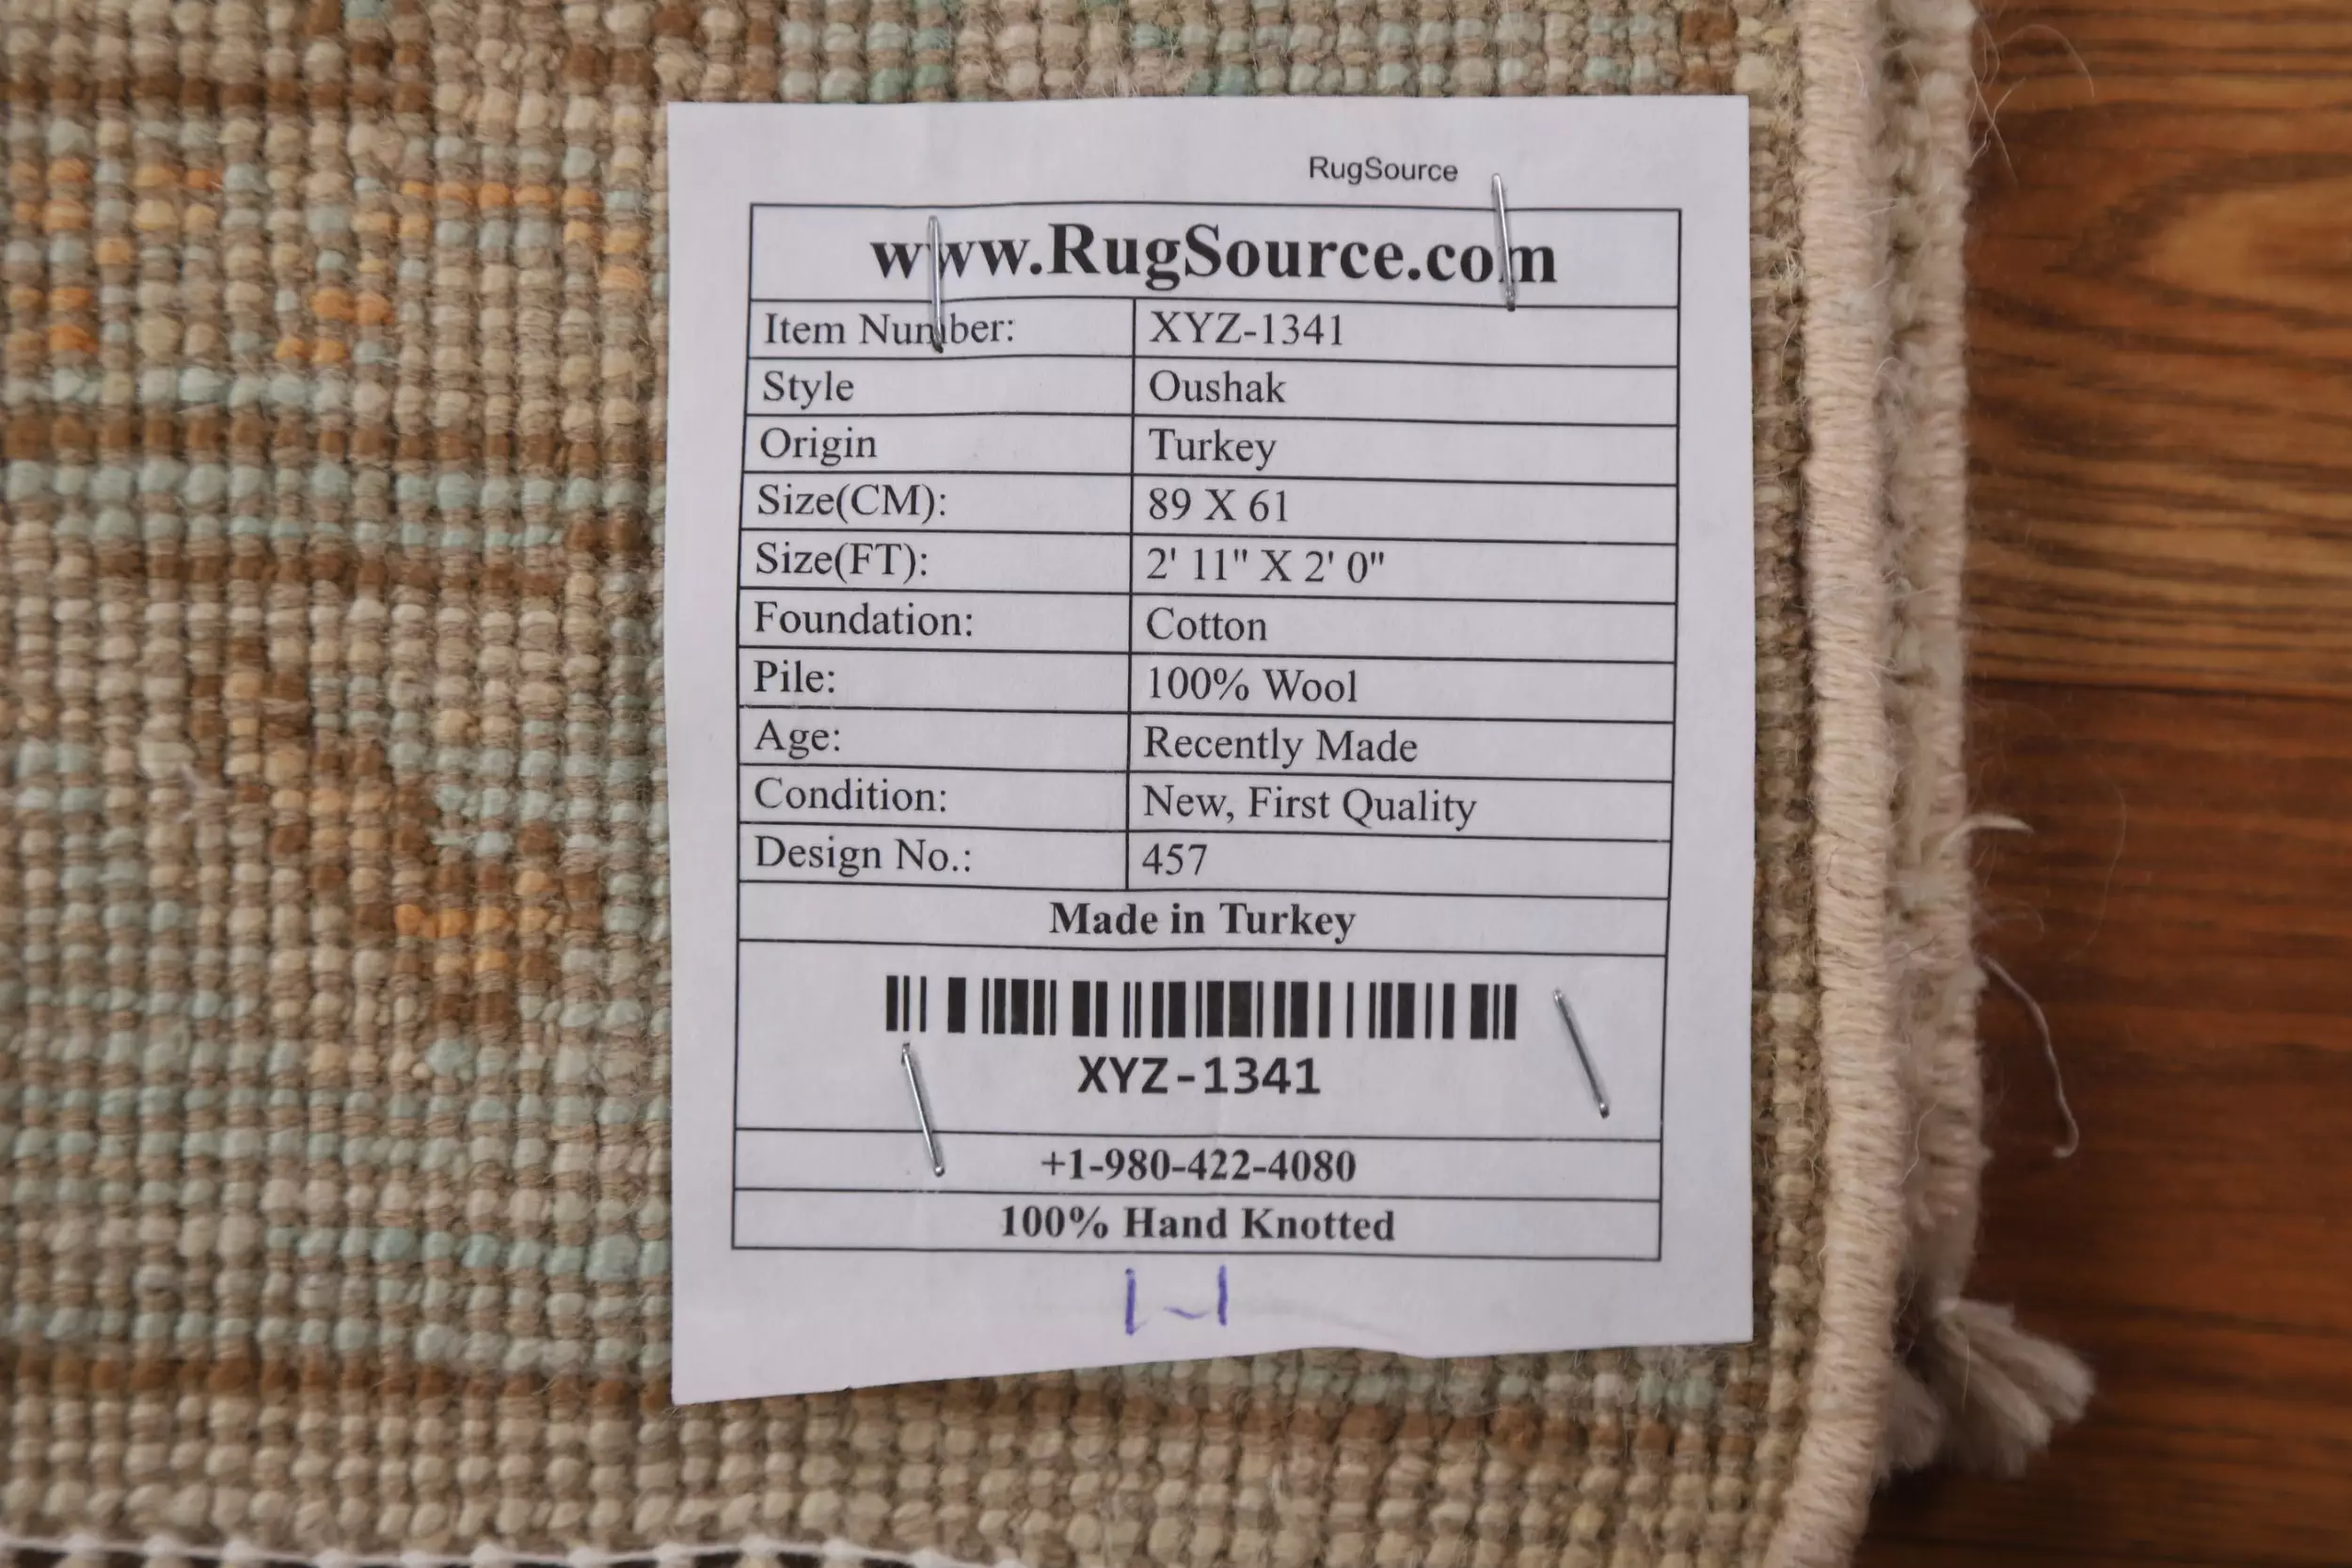 RugSource
www.RugSource.com
Item Number: XYZ-1341
Style Oushak
Origin Turkey
Size(CM): 89 X 61
Size(FT): 2' 11" X 2' 0"
Foundation: Cotton
Pile: 100% Wool
Age: Recently Made
Condition: New, First Quality
Design No.: 457
Made in Turkey
XYZ-1341
+1-980-422-4080
100% Hand Knotted